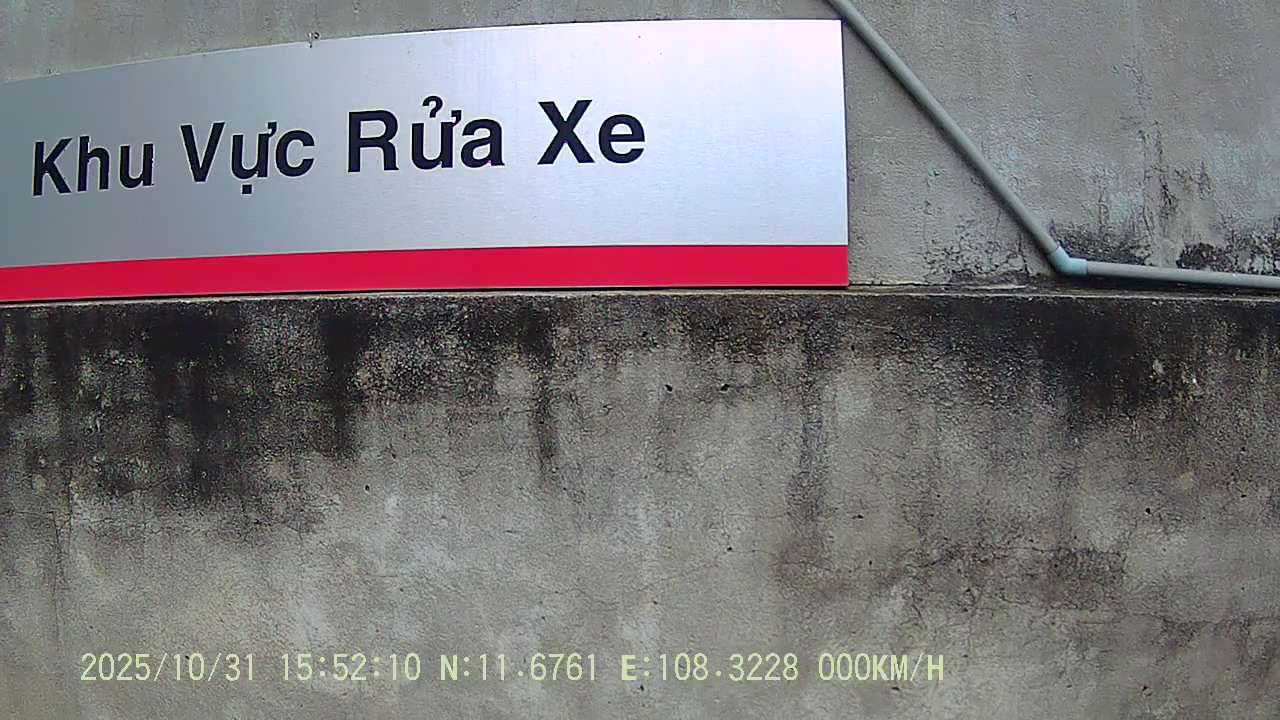 Khu Vực Rửa Xe
2025/10/31 15:52:10 N:11.6761 E:108.3228 000KM/H